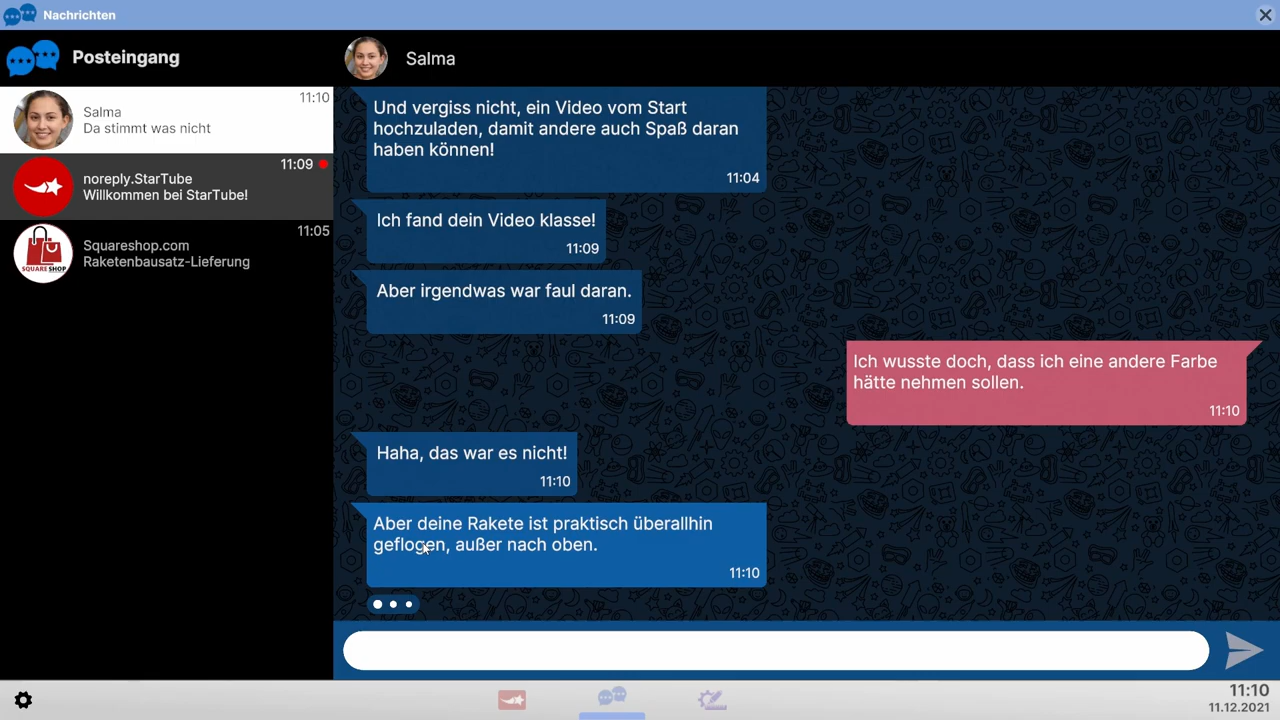 Nachrichten
Posteingang
Salma
11:10
Salma
Da stimmt was nicht
11:09
noreply.StarTube
Willkommen bei StarTube!
11:05
Squareshop.com
Raketenbausatz-Lieferung
SQUARE SHOP
Und vergiss nicht, ein Video vom Start
hochzuladen, damit andere auch Spaß daran
haben können!
11:04
Ich fand dein Video klasse!
11:09
Aber irgendwas war faul daran.
11:09
Ich wusste doch, dass ich eine andere Farbe
hätte nehmen sollen.
11:10
Haha, das war es nicht!
11:10
Aber deine Rakete ist praktisch überallhin
geflogen, außer nach oben.
11:10
11:10
11.12.2021